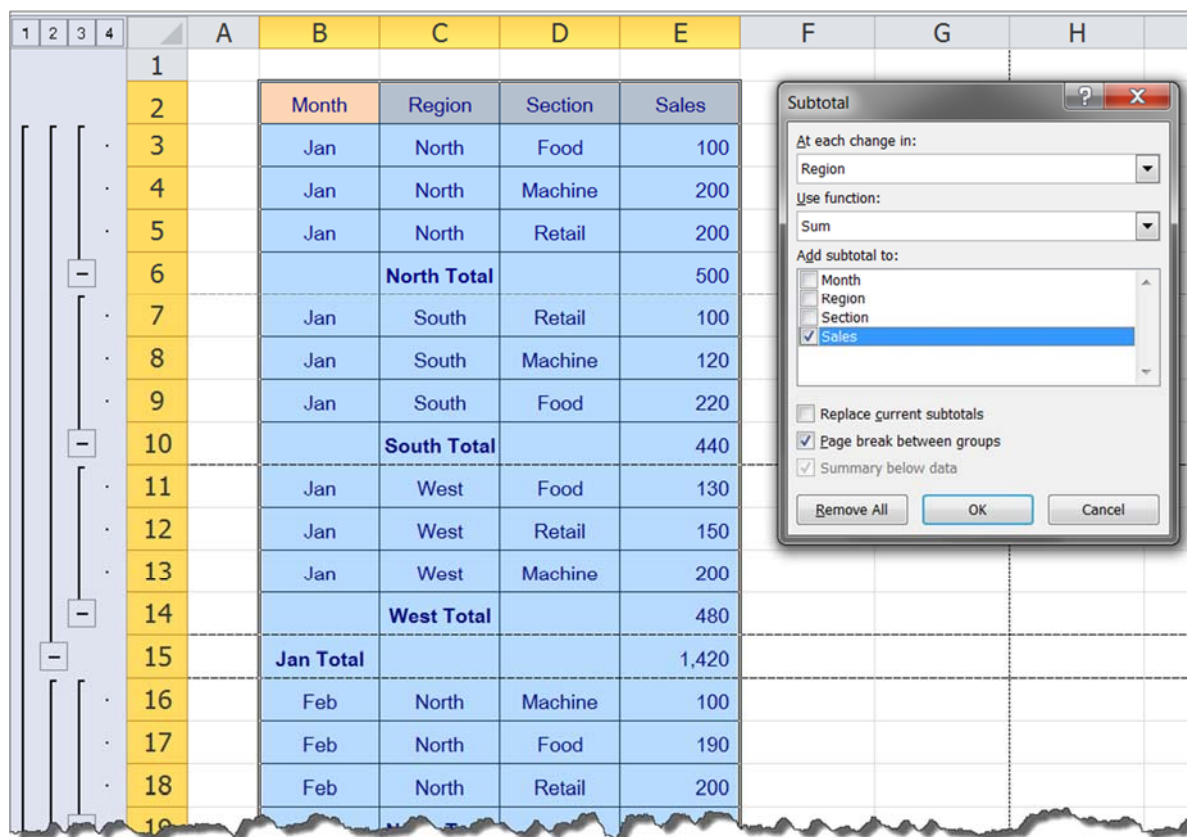 1 2 3 4 A B C D E F G H
1
2 Month Region Section Sales
3 Jan North Food 100
4 Jan North Machine 200
5 Jan North Retail 200
6 North Total 500
7 Jan South Retail 100
8 Jan South Machine 120
9 Jan South Food 220
10 South Total 440
11 Jan West Food 130
12 Jan West Retail 150
13 Jan West Machine 200
14 West Total 480
15 Jan Total 1,420
16 Feb North Machine 100
17 Feb North Food 190
18 Feb North Retail 200
19
Subtotal
At each change in:
Region
Use function:
Sum
Add subtotal to:
Month
Region
Section
Sales
Replace current subtotals
Page break between groups
Summary below data
Remove All OK Cancel